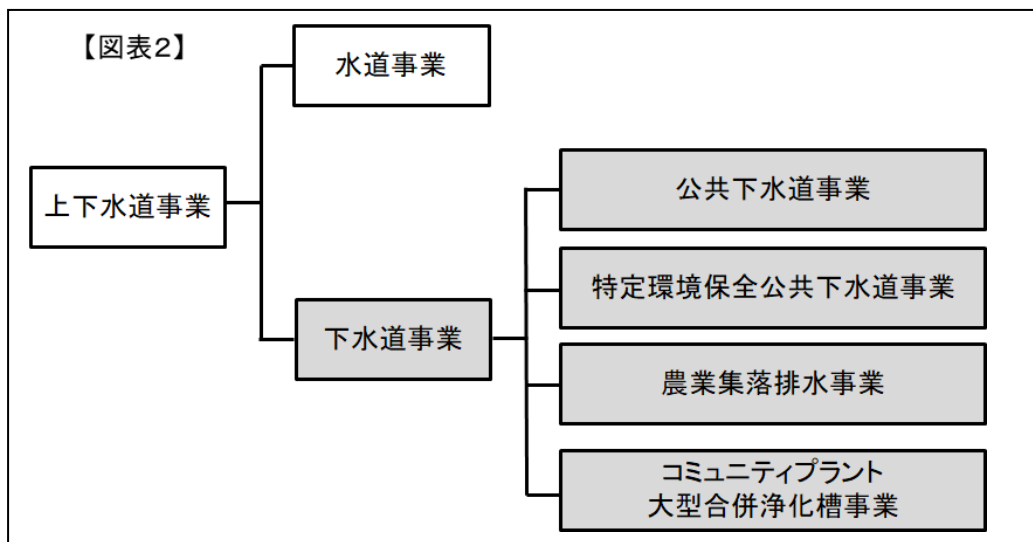 【図表2】
水道事業
上下水道事業
公共下水道事業
特定環境保全公共下水道事業
下水道事業
農業集落排水事業
コミュニティプラント
大型合併浄化槽事業